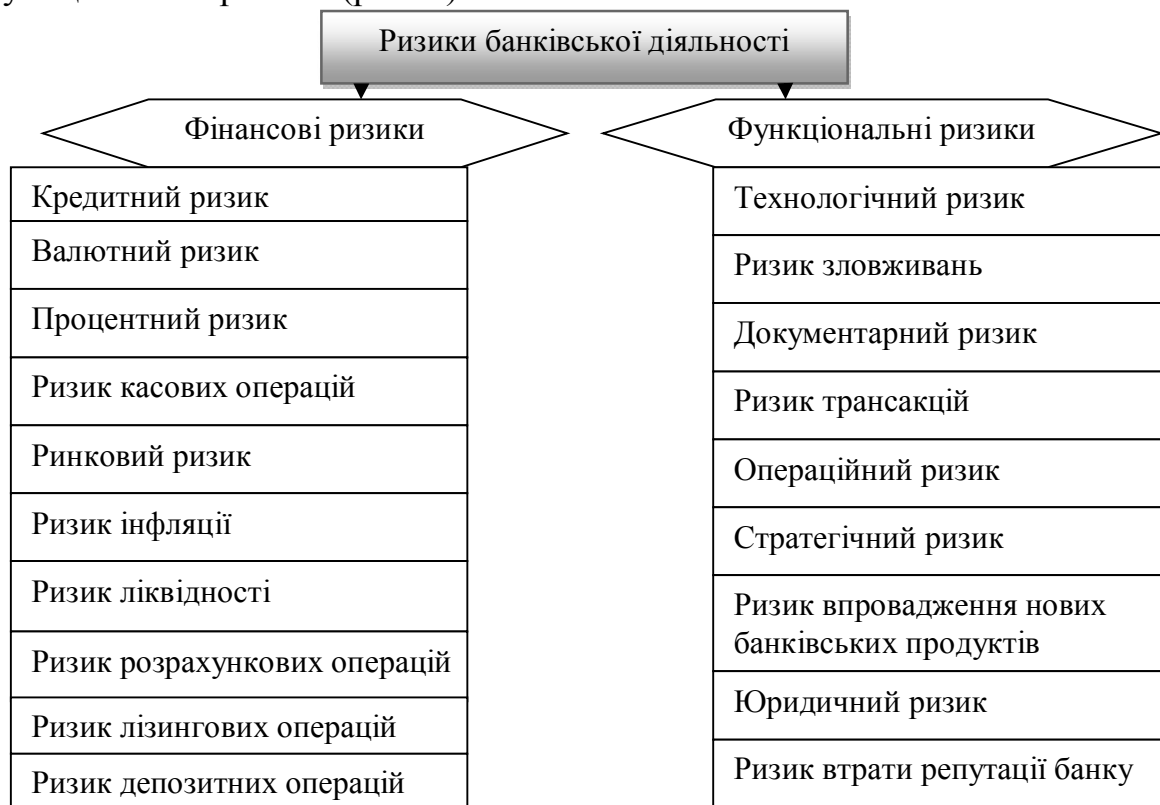 Ризики банківської діяльності
Фінансові ризики
Кредитний ризик
Валютний ризик
Процентний ризик
Ризик касових операцій
Ринковий ризик
Ризик інфляції
Ризик ліквідності
Ризик розрахункових операцій
Ризик лізингових операцій
Ризик депозитних операцій
Функціональні ризики
Технологічний ризик
Ризик зловживань
Документарний ризик
Ризик трансакцій
Операційний ризик
Стратегічний ризик
Ризик впровадження нових
банківських продуктів
Юридичний ризик
Ризик втрати репутації банку